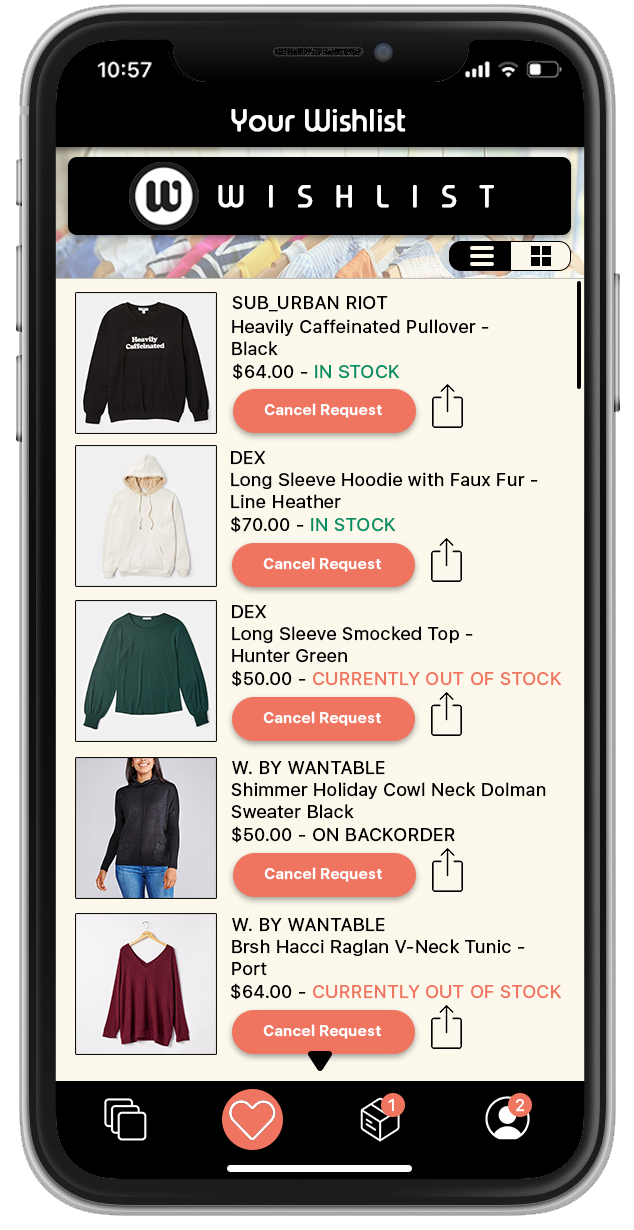 10:57
Your Wishlist
W WISHLIST
SUB_URBAN RIOT
Heavily Caffeinated Pullover -
Black
$64.00 - IN STOCK
Heavily
Caffeinated
Cancel Request
DEX
Long Sleeve Hoodie with Faux Fur -
Line Heather
$70.00 - IN STOCK
Cancel Request
DEX
Long Sleeve Smocked Top -
Hunter Green
$50.00 - CURRENTLY OUT OF STOCK
Cancel Request
W. BY WANTABLE
Shimmer Holiday Cowl Neck Dolman
Sweater Black
$50.00 - ON BACKORDER
Cancel Request
W. BY WANTABLE
Brsh Hacci Raglan V-Neck Tunic -
Port
$64.00 - CURRENTLY OUT OF STOCK
Cancel Request
1
2